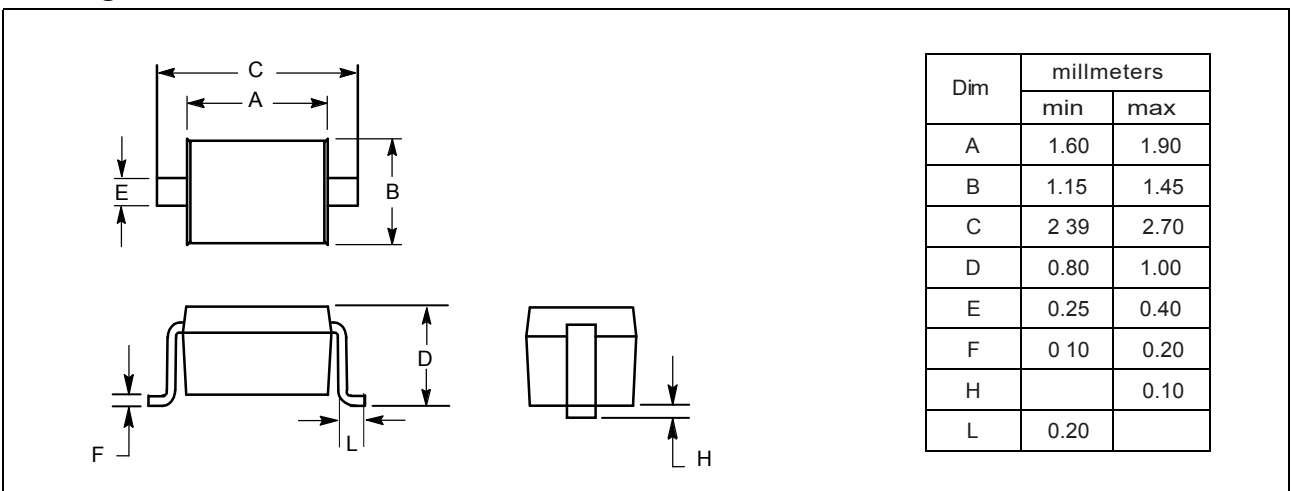 C
A
E
B
D
F
L
H
Dim millmeters
min max
A 1.60 1.90
B 1.15 1.45
C 2 39 2.70
D 0.80 1.00
E 0.25 0.40
F 0 10 0.20
H 0.10
L 0.20